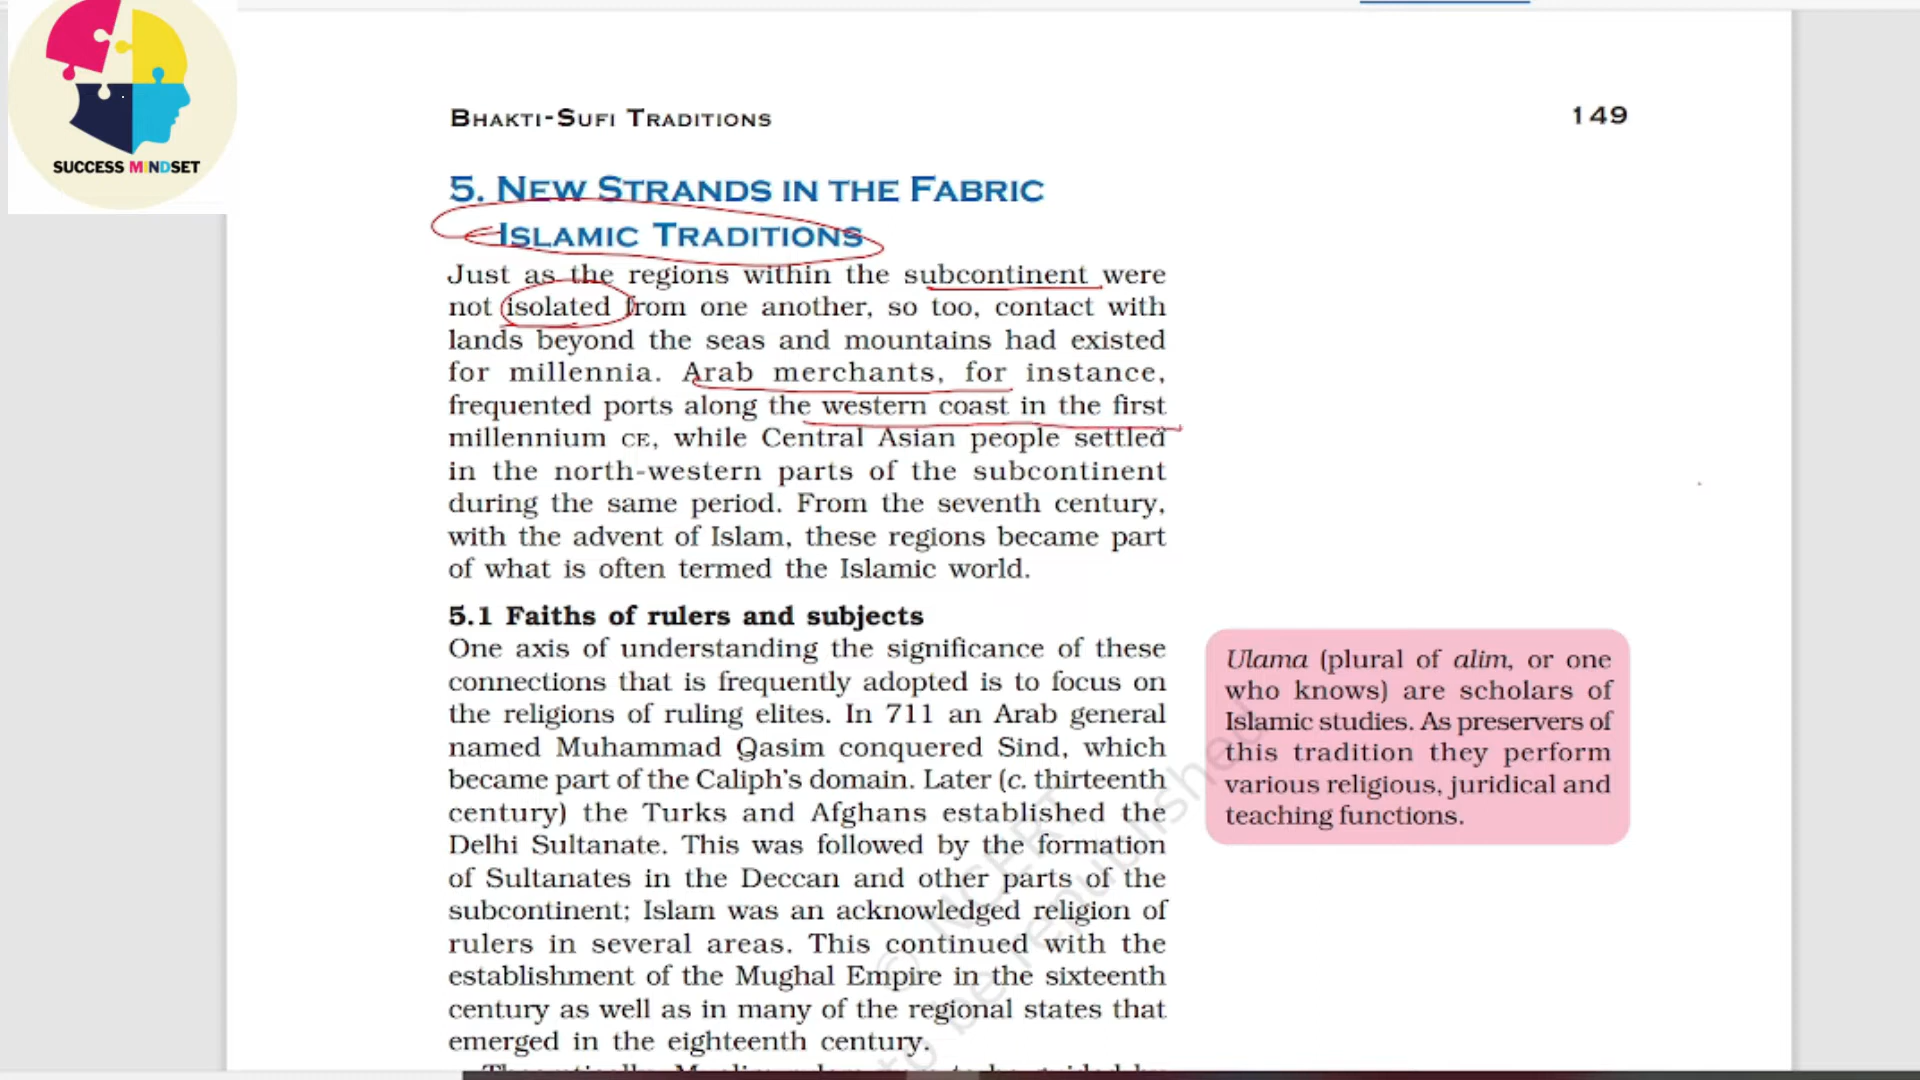 SUCCESS MINDSET
BHAKTI-SUFI TRADITIONS
149
5. NEW STRANDS IN THE FABRIC
ISLAMIC TRADITIONS
Just as the regions within the subcontinent were
not isolated from one another, so too, contact with
lands beyond the seas and mountains had existed
for millennia. Arab merchants, for instance,
frequented ports along the western coast in the first
millennium CE, while Central Asian people settled
in the north-western parts of the subcontinent
during the same period. From the seventh century,
with the advent of Islam, these regions became part
of what is often termed the Islamic world.
5.1 Faiths of rulers and subjects
One axis of understanding the significance of these
connections that is frequently adopted is to focus on
the religions of ruling elites. In 711 an Arab general
named Muhammad Qasim conquered Sind, which
became part of the Caliph's domain. Later (c. thirteenth
century) the Turks and Afghans established the
Delhi Sultanate. This was followed by the formation
of Sultanates in the Deccan and other parts of the
subcontinent; Islam was an acknowledged religion of
rulers in several areas. This continued with the
establishment of the Mughal Empire in the sixteenth
century as well as in many of the regional states that
emerged in the eighteenth century.
Ulama (plural of alim, or one
who knows) are scholars of
Islamic studies. As preservers of
this tradition they perform
various religious, juridical and
teaching functions.
© NCERT
to be republished